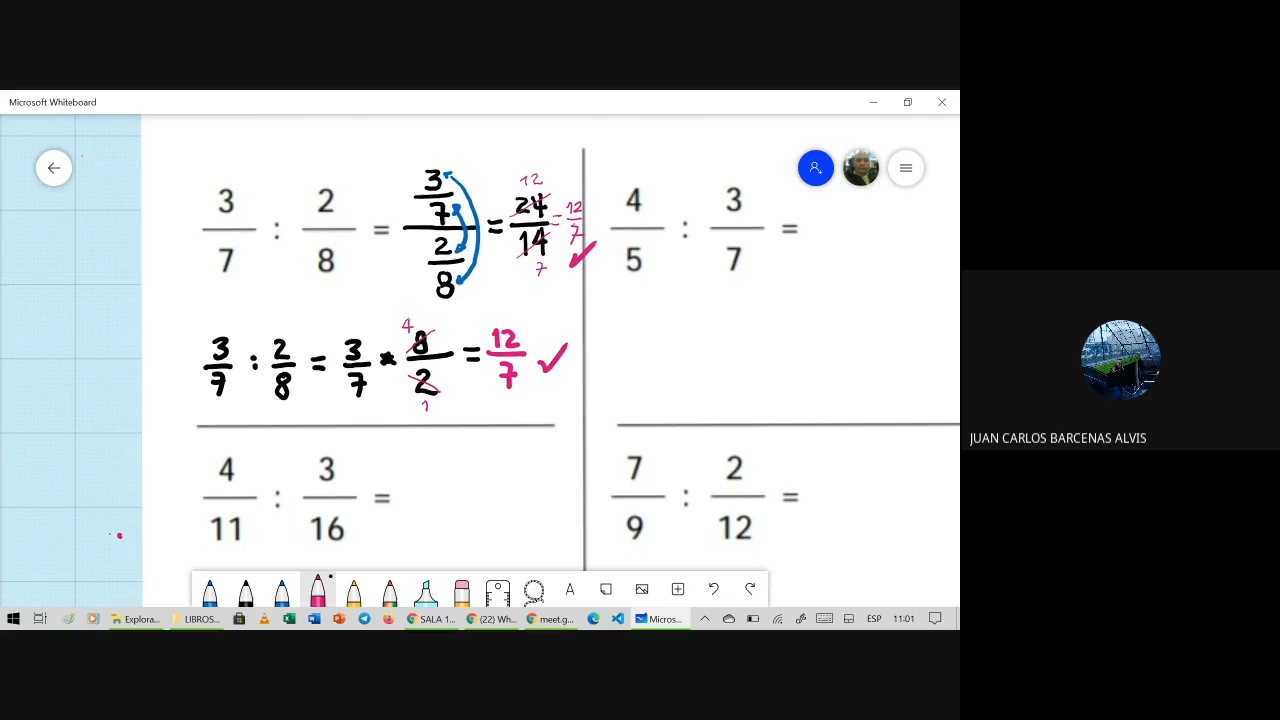 Microsoft Whiteboard
3/7 : 2/8 = (3/7)/(2/8) = 24/14 = 12/7 ✓
12
7
3/7 : 2/8 = 3/7 * 8/2 = 12/7 ✓
4
1
4/5 : 3/7 =
4/11 : 3/16 =
7/9 : 2/12 =
JUAN CARLOS BARCENAS ALVIS
A
Explora...
LIBROS...
SALA 1...
(22) Wh...
meet.g...
Micros...
ESP
11:01